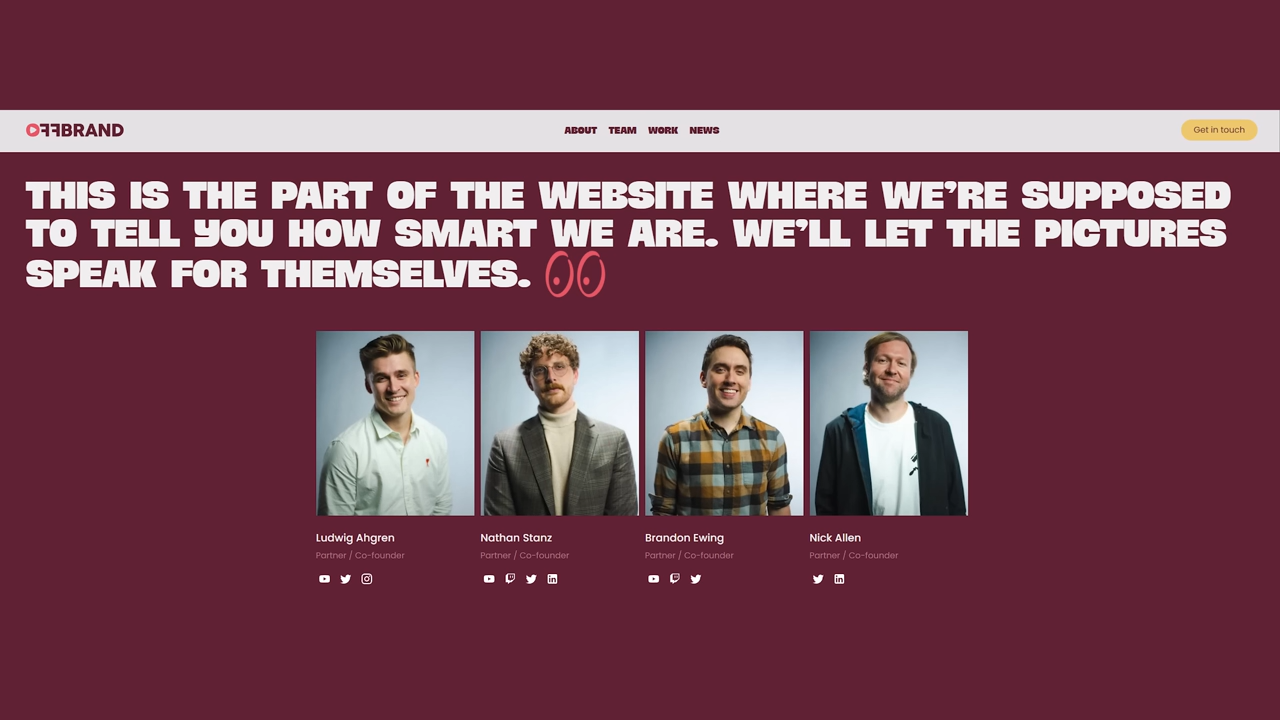 OFFBRAND
ABOUT TEAM WORK NEWS
Get in touch
THIS IS THE PART OF THE WEBSITE WHERE WE'RE SUPPOSED
TO TELL YOU HOW SMART WE ARE. WE'LL LET THE PICTURES
SPEAK FOR THEMSELVES.
Ludwig Ahgren
Partner / Co-founder
Nathan Stanz
Partner / Co-founder
Brandon Ewing
Partner / Co-founder
Nick Allen
Partner / Co-founder